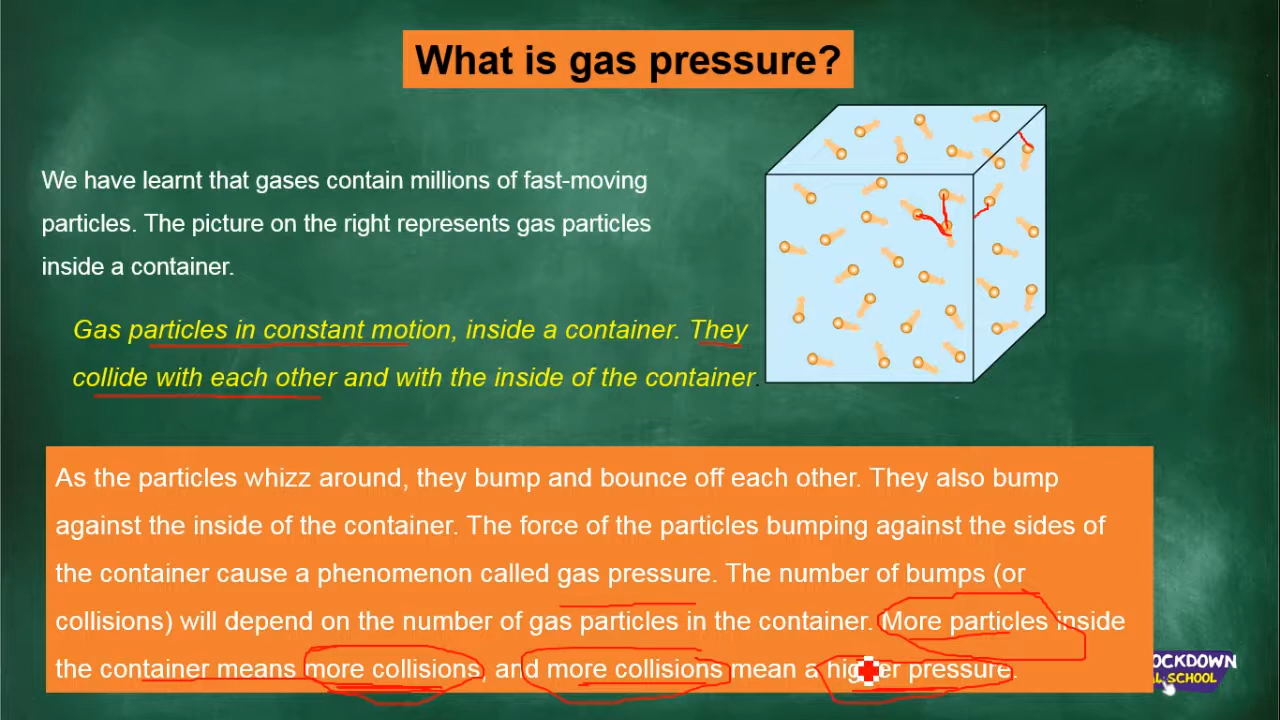 What is gas pressure?
We have learnt that gases contain millions of fast-moving
particles. The picture on the right represents gas particles
inside a container.
Gas particles in constant motion, inside a container. They
collide with each other and with the inside of the container.
As the particles whizz around, they bump and bounce off each other. They also bump
against the inside of the container. The force of the particles bumping against the sides of
the container cause a phenomenon called gas pressure. The number of bumps (or
collisions) will depend on the number of gas particles in the container. More particles inside
the container means more collisions, and more collisions mean a higher pressure.
OCKDOWN
AL SCHOOL